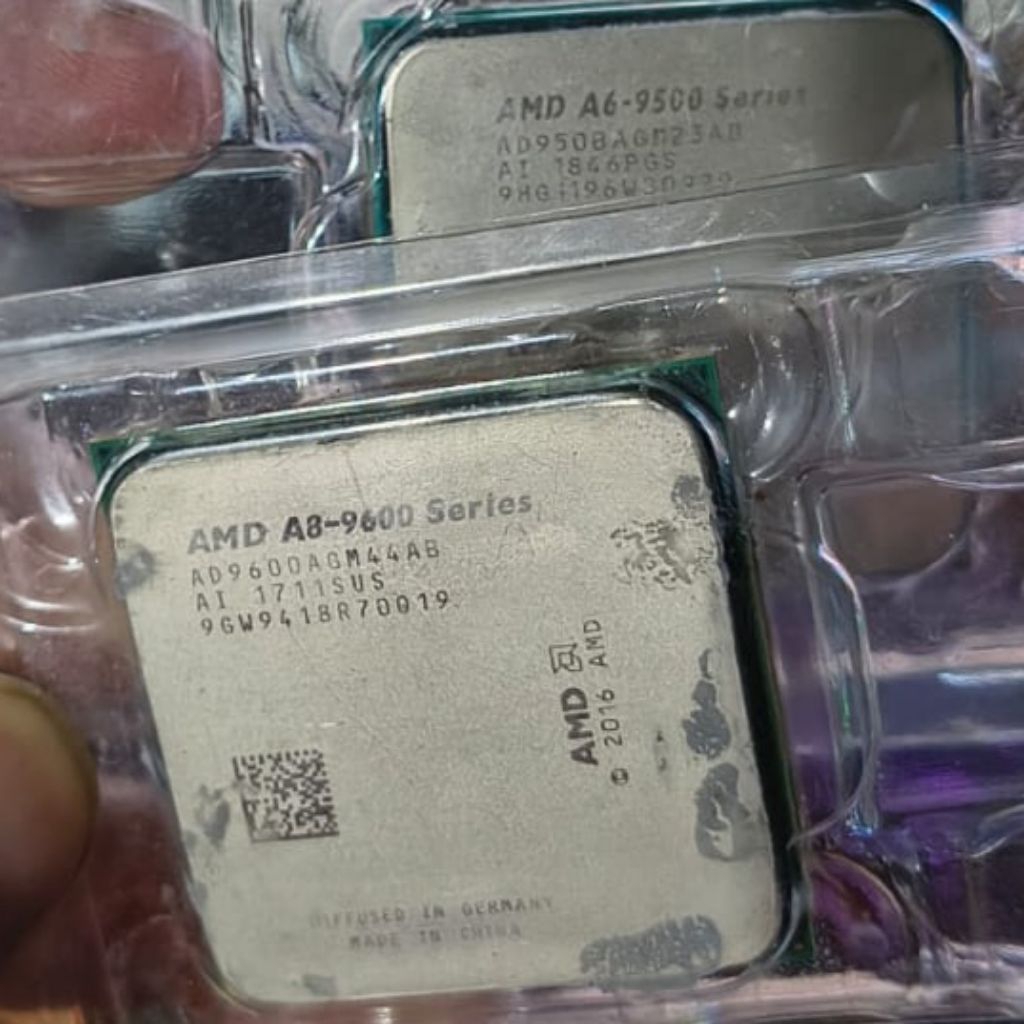 AMD A6-9500 Series
AD950BAGM23AB
AI 1846PGS
AMD A8-9600 Series
AD9600AGM44AB
AI 1711SUS
9GW9418R70019
AMD
© 2016 AMD
DIFFUSED IN GERMANY
MADE IN CHINA